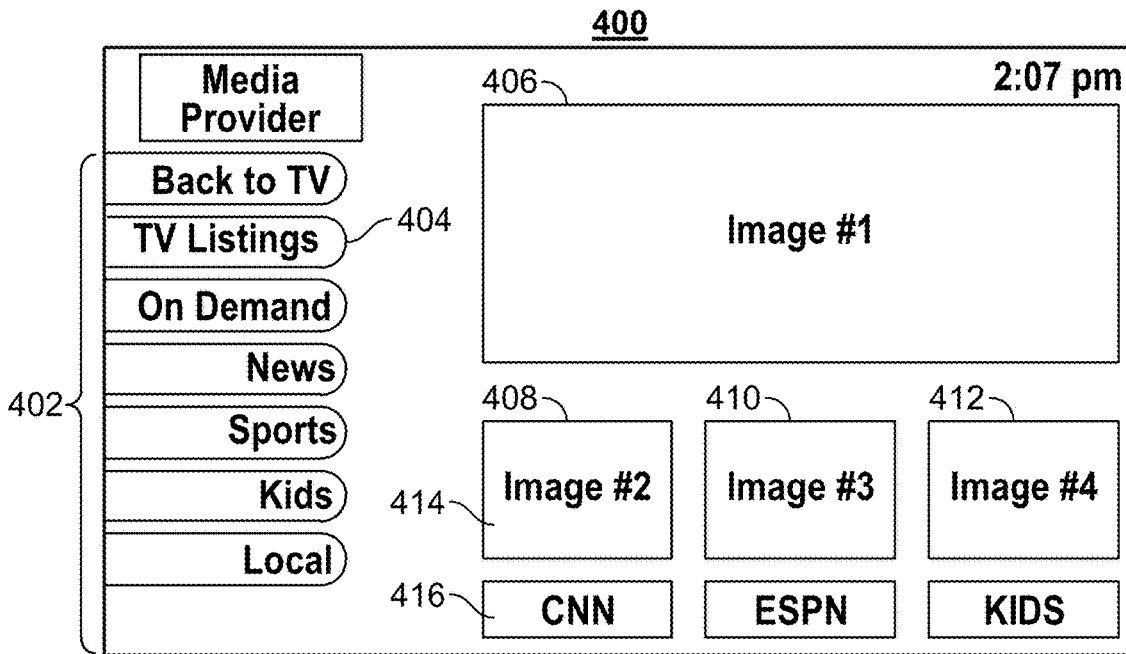 400
Media
Provider
2:07 pm
406
Image #1
Back to TV
TV Listings
404
On Demand
News
Sports
Kids
Local
402
408
410
412
Image #2
Image #3
Image #4
414
416
CNN
ESPN
KIDS